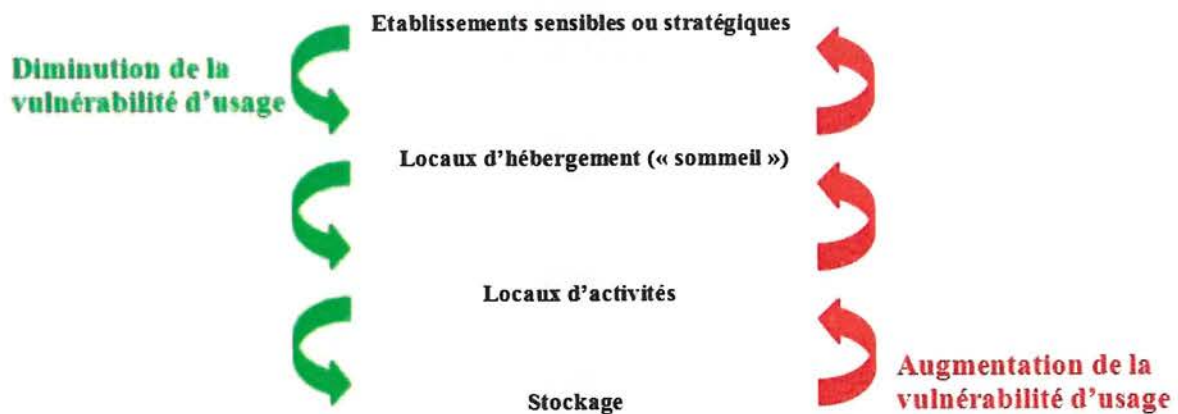 Etablissements sensibles ou stratégiques
Diminution de la
vulnérabilité d'usage
Locaux d'hébergement (« sommeil »)
Locaux d'activités
Augmentation de la
vulnérabilité d'usage
Stockage